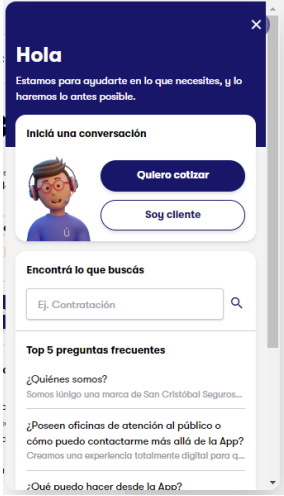 Hola
Estamos para ayudarte en lo que necesites, y lo
haremos lo antes posible.
Iniciá una conversación
Quiero cotizar
Soy cliente
Encontrá lo que buscás
Ej. Contratación
Top 5 preguntas frecuentes
¿Quiénes somos?
Somos Iúnigo una marca de San Cristóbal Seguros...
¿Poseen oficinas de atención al público o
cómo puedo contactarme más allá de la App?
Creamos una experiencia totalmente digital para q...
¿Qué puedo hacer desde la App?